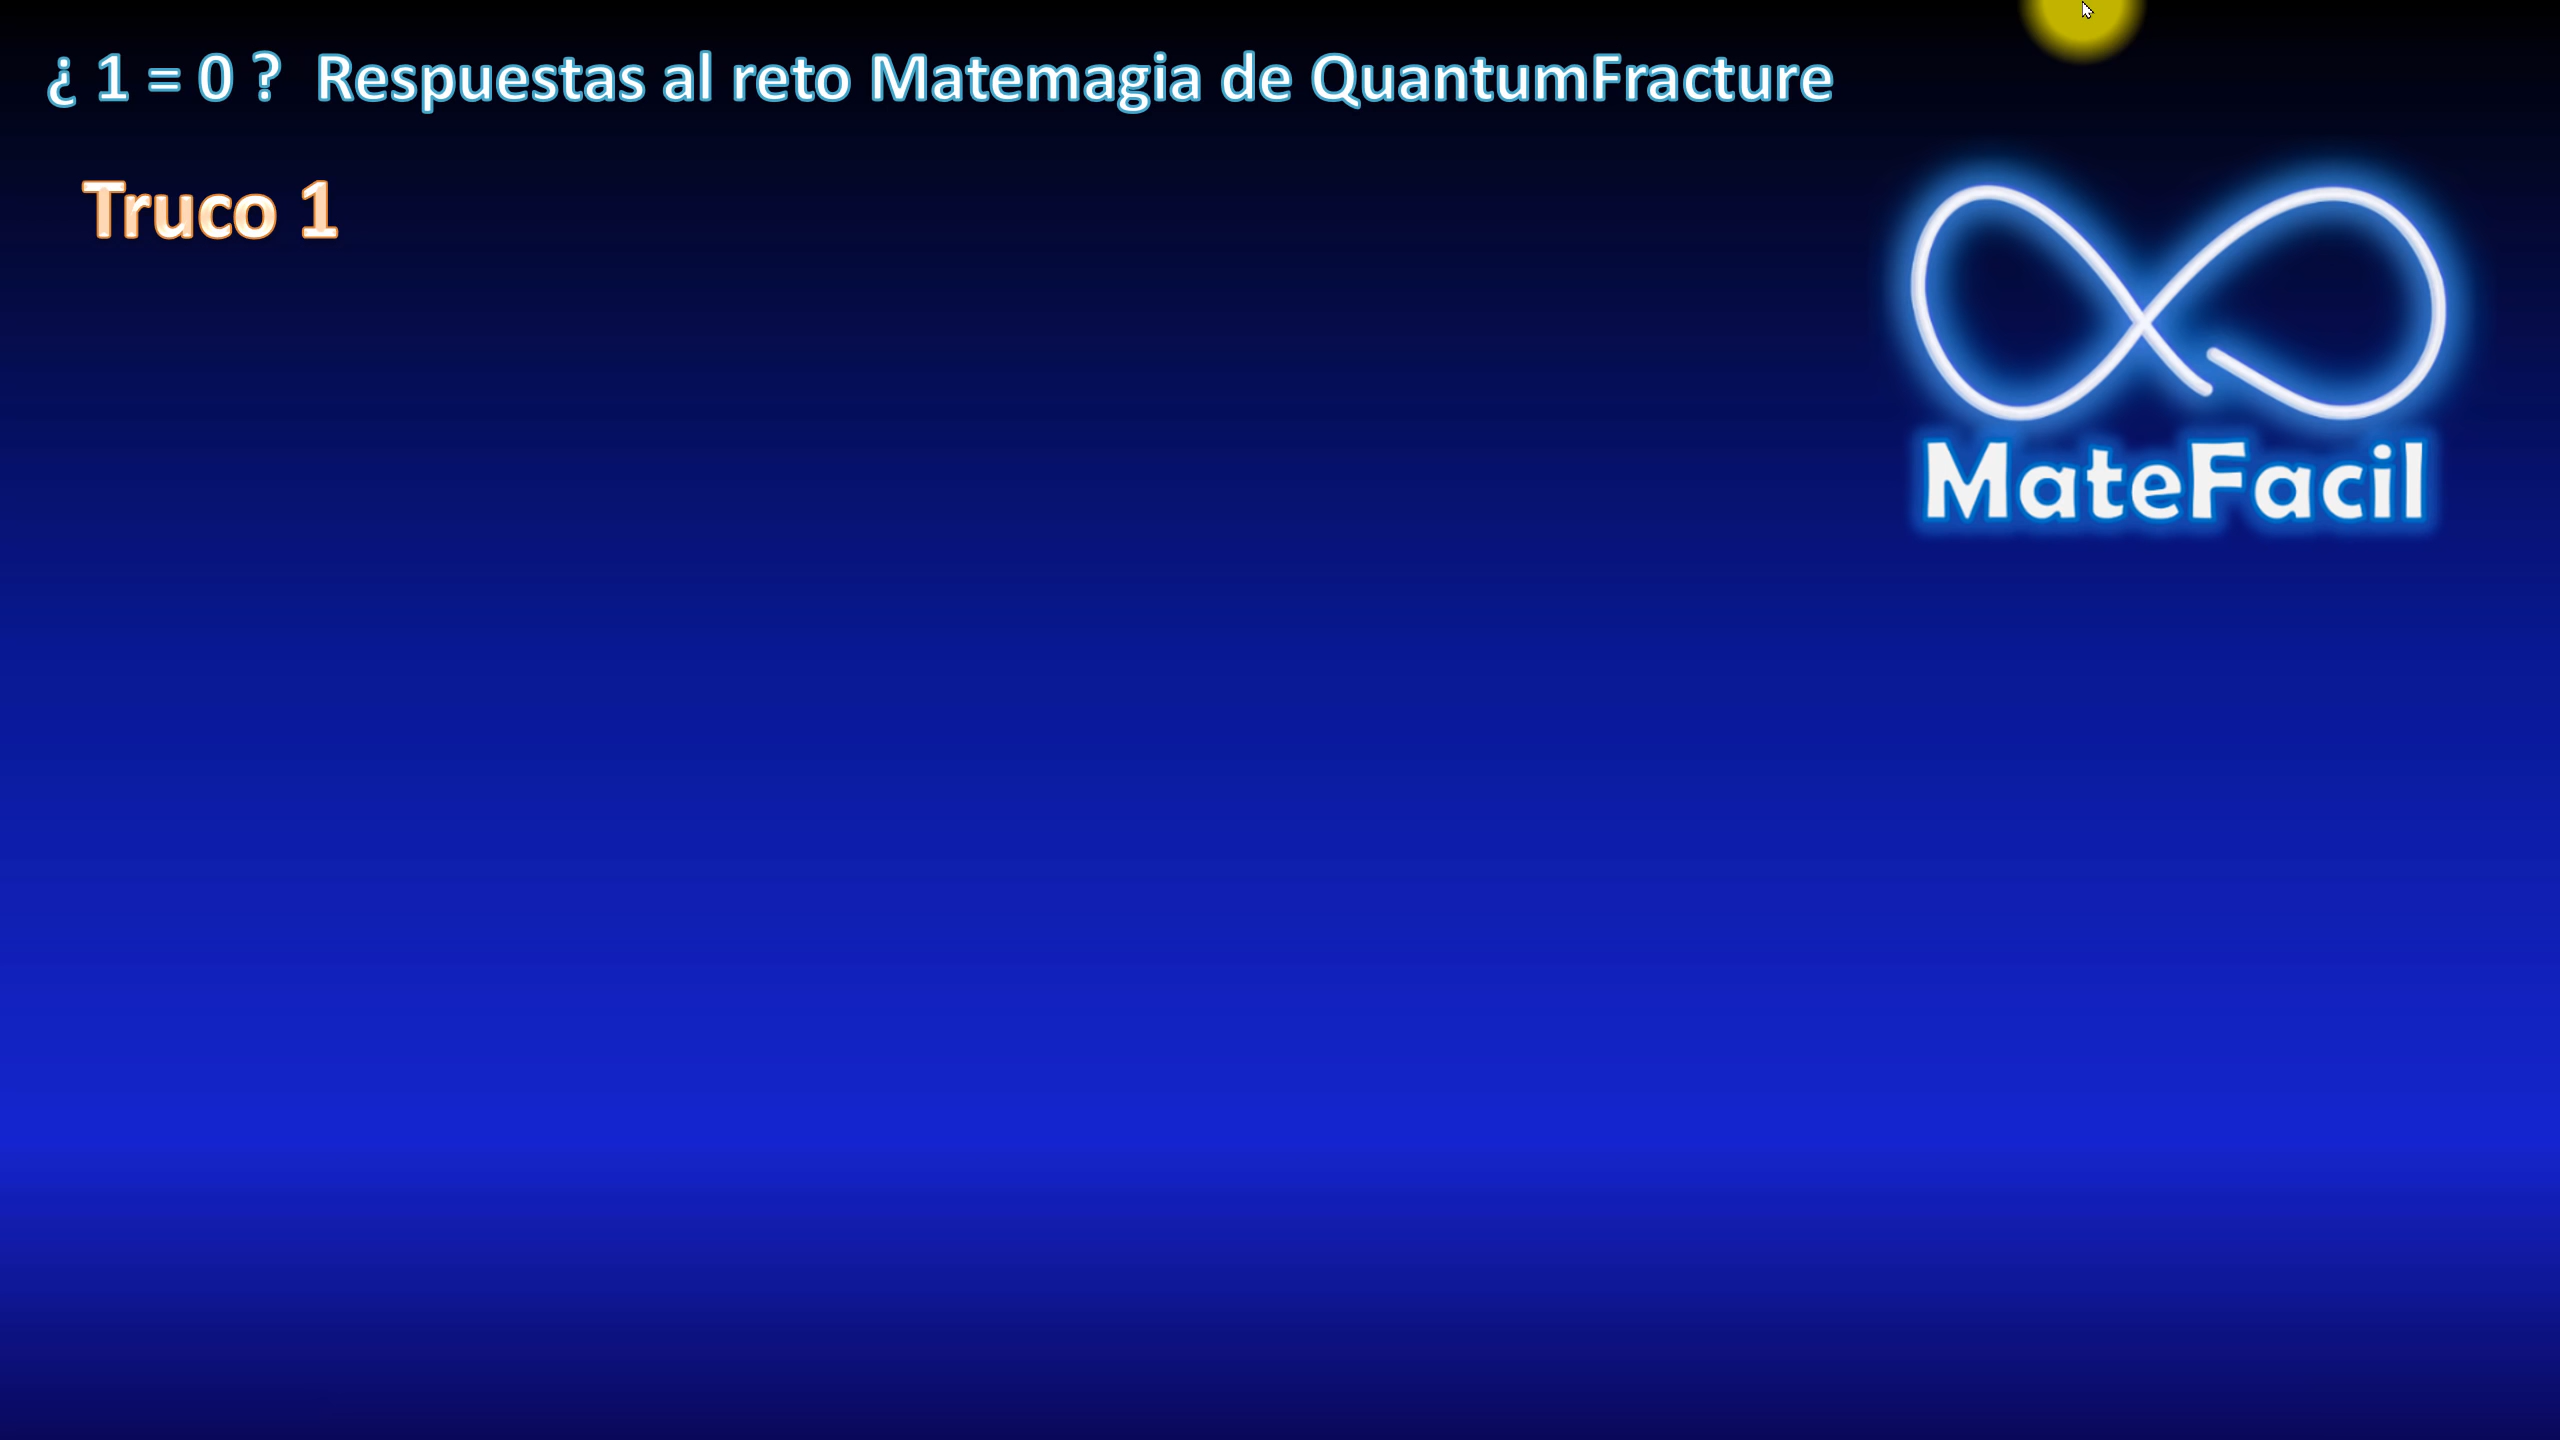 ¿ 1 = 0 ? Respuestas al reto Matemagia de QuantumFracture
Truco 1
MateFacil